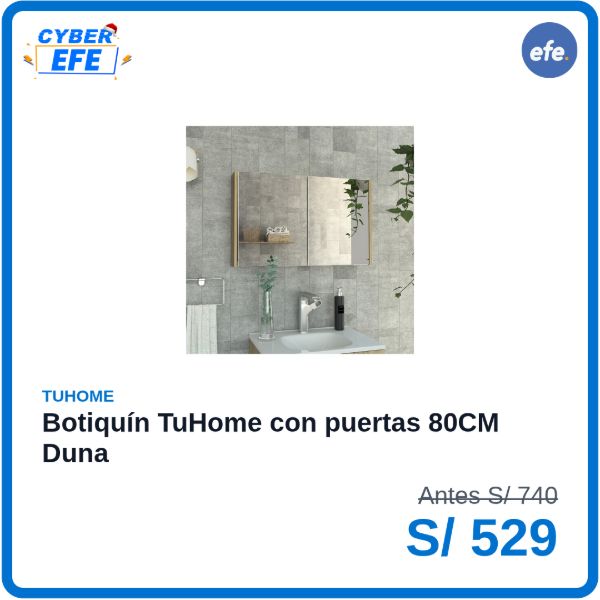 CYBER
EFE
efe.
TUHOME
Botiquín TuHome con puertas 80CM
Duna
Antes S/ 740
S/ 529